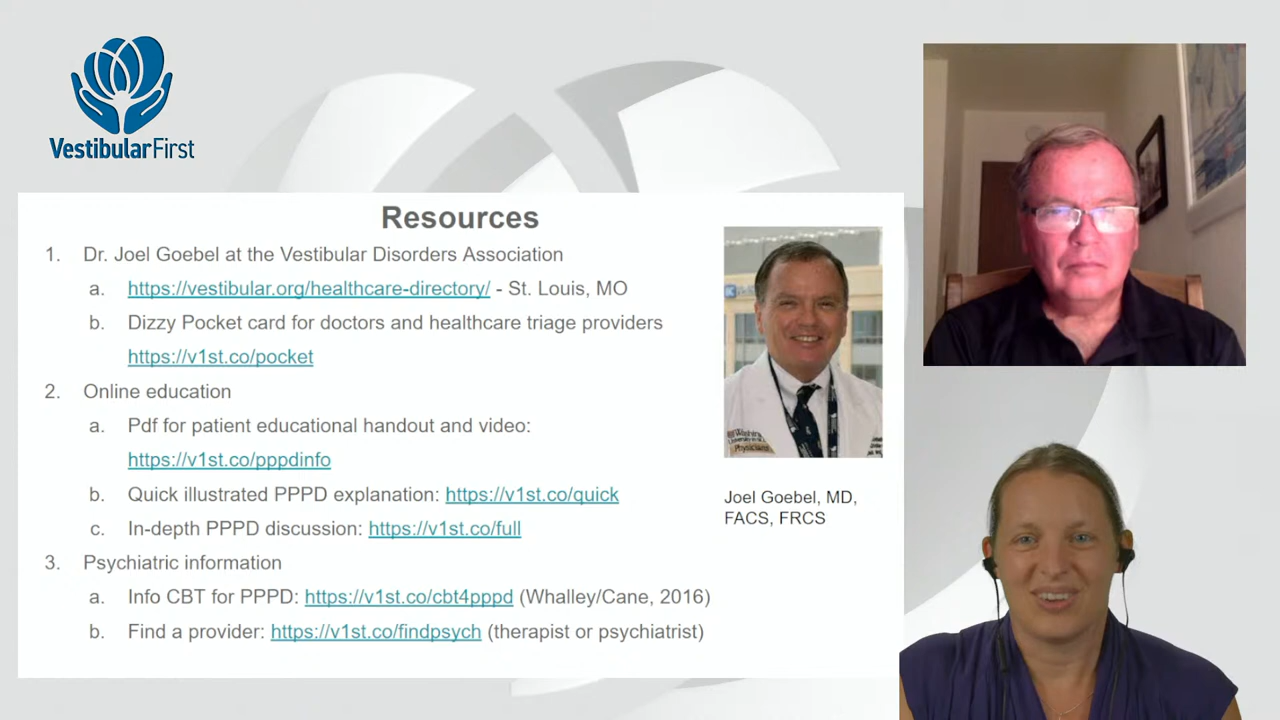 VestibularFirst
Resources
1. Dr. Joel Goebel at the Vestibular Disorders Association
a. https://vestibular.org/healthcare-directory/ - St. Louis, MO
b. Dizzy Pocket card for doctors and healthcare triage providers
https://v1st.co/pocket
2. Online education
a. Pdf for patient educational handout and video:
https://v1st.co/pppdinfo
b. Quick illustrated PPPD explanation: https://v1st.co/quick
c. In-depth PPPD discussion: https://v1st.co/full
3. Psychiatric information
a. Info CBT for PPPD: https://v1st.co/cbt4pppd (Whalley/Cane, 2016)
b. Find a provider: https://v1st.co/findpsych (therapist or psychiatrist)
Physicians
Joel Goebel, MD,
FACS, FRCS